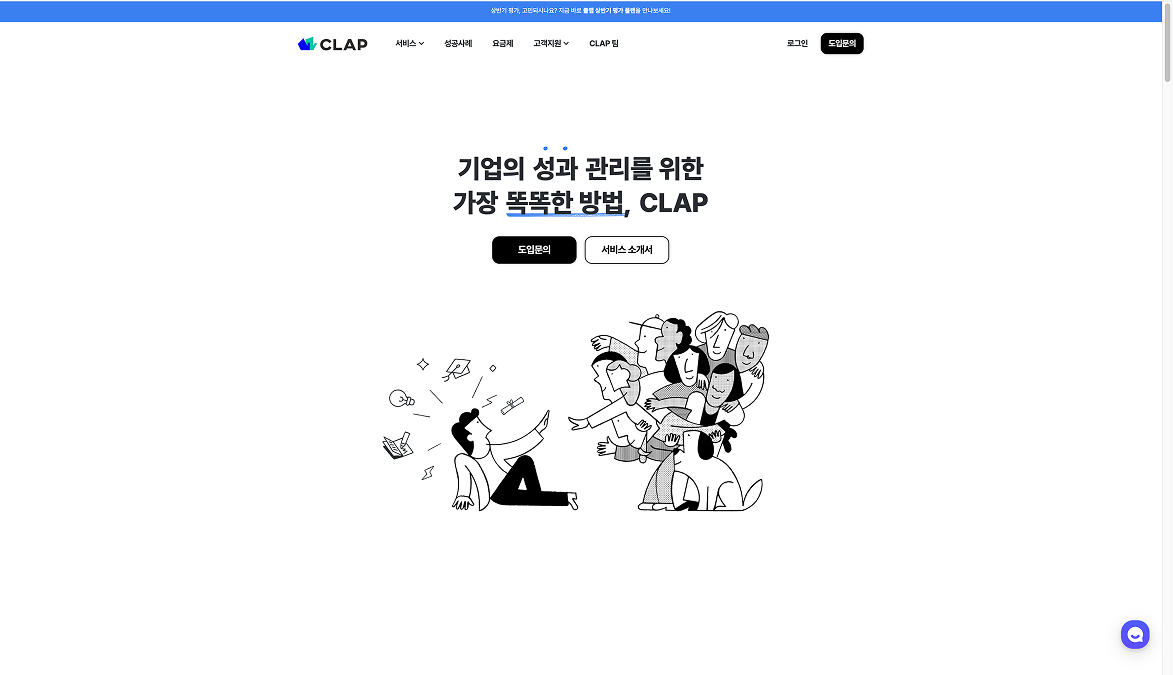 상반기 평가, 고민되시나요? 지금 바로 클랩 상반기 평가 플랜을 만나보세요!
CLAP 서비스 성공사례 요금제 고객지원 CLAP 팀 로그인 도입문의
기업의 성과 관리를 위한
가장 똑똑한 방법, CLAP
도입문의 서비스 소개서